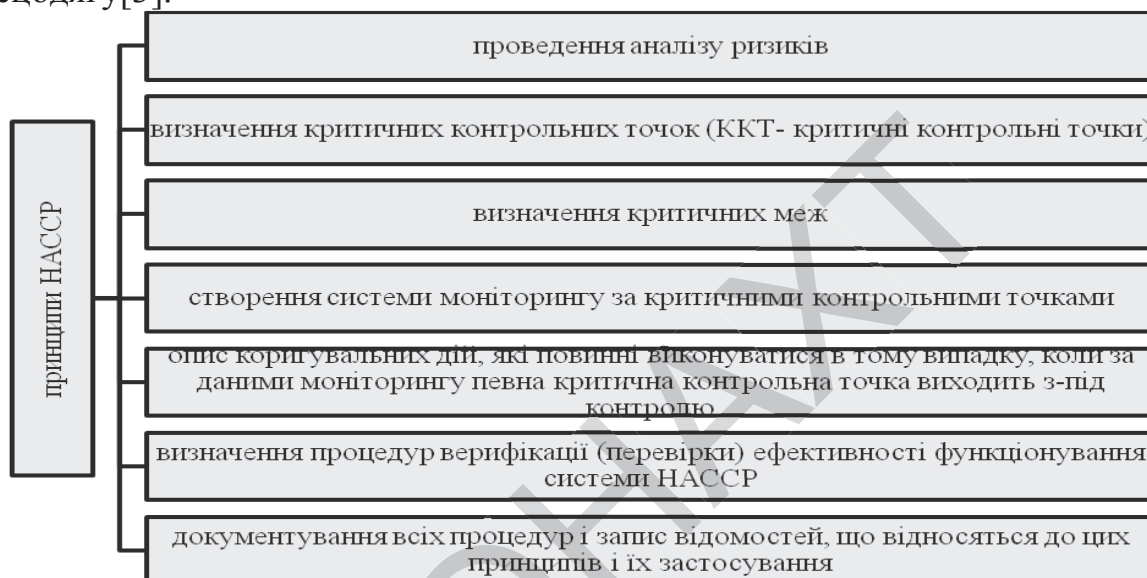 принципи НАССР
проведення аналізу ризиків
визначення критичних контрольних точок (ККТ- критичні контрольні точки)
визначення критичних меж
створення системи моніторингу за критичними контрольними точками
опис коригувальних дій, які повинні виконуватися в тому випадку, коли за
даними моніторингу певна критична контрольна точка виходить з-під
контролю
визначення процедур верифікації (перевірки) ефективності функціонування
системи НАССР
документування всіх процедур і запис відомостей, що відносяться до цих
принципів і їх застосування
ОНАХТ